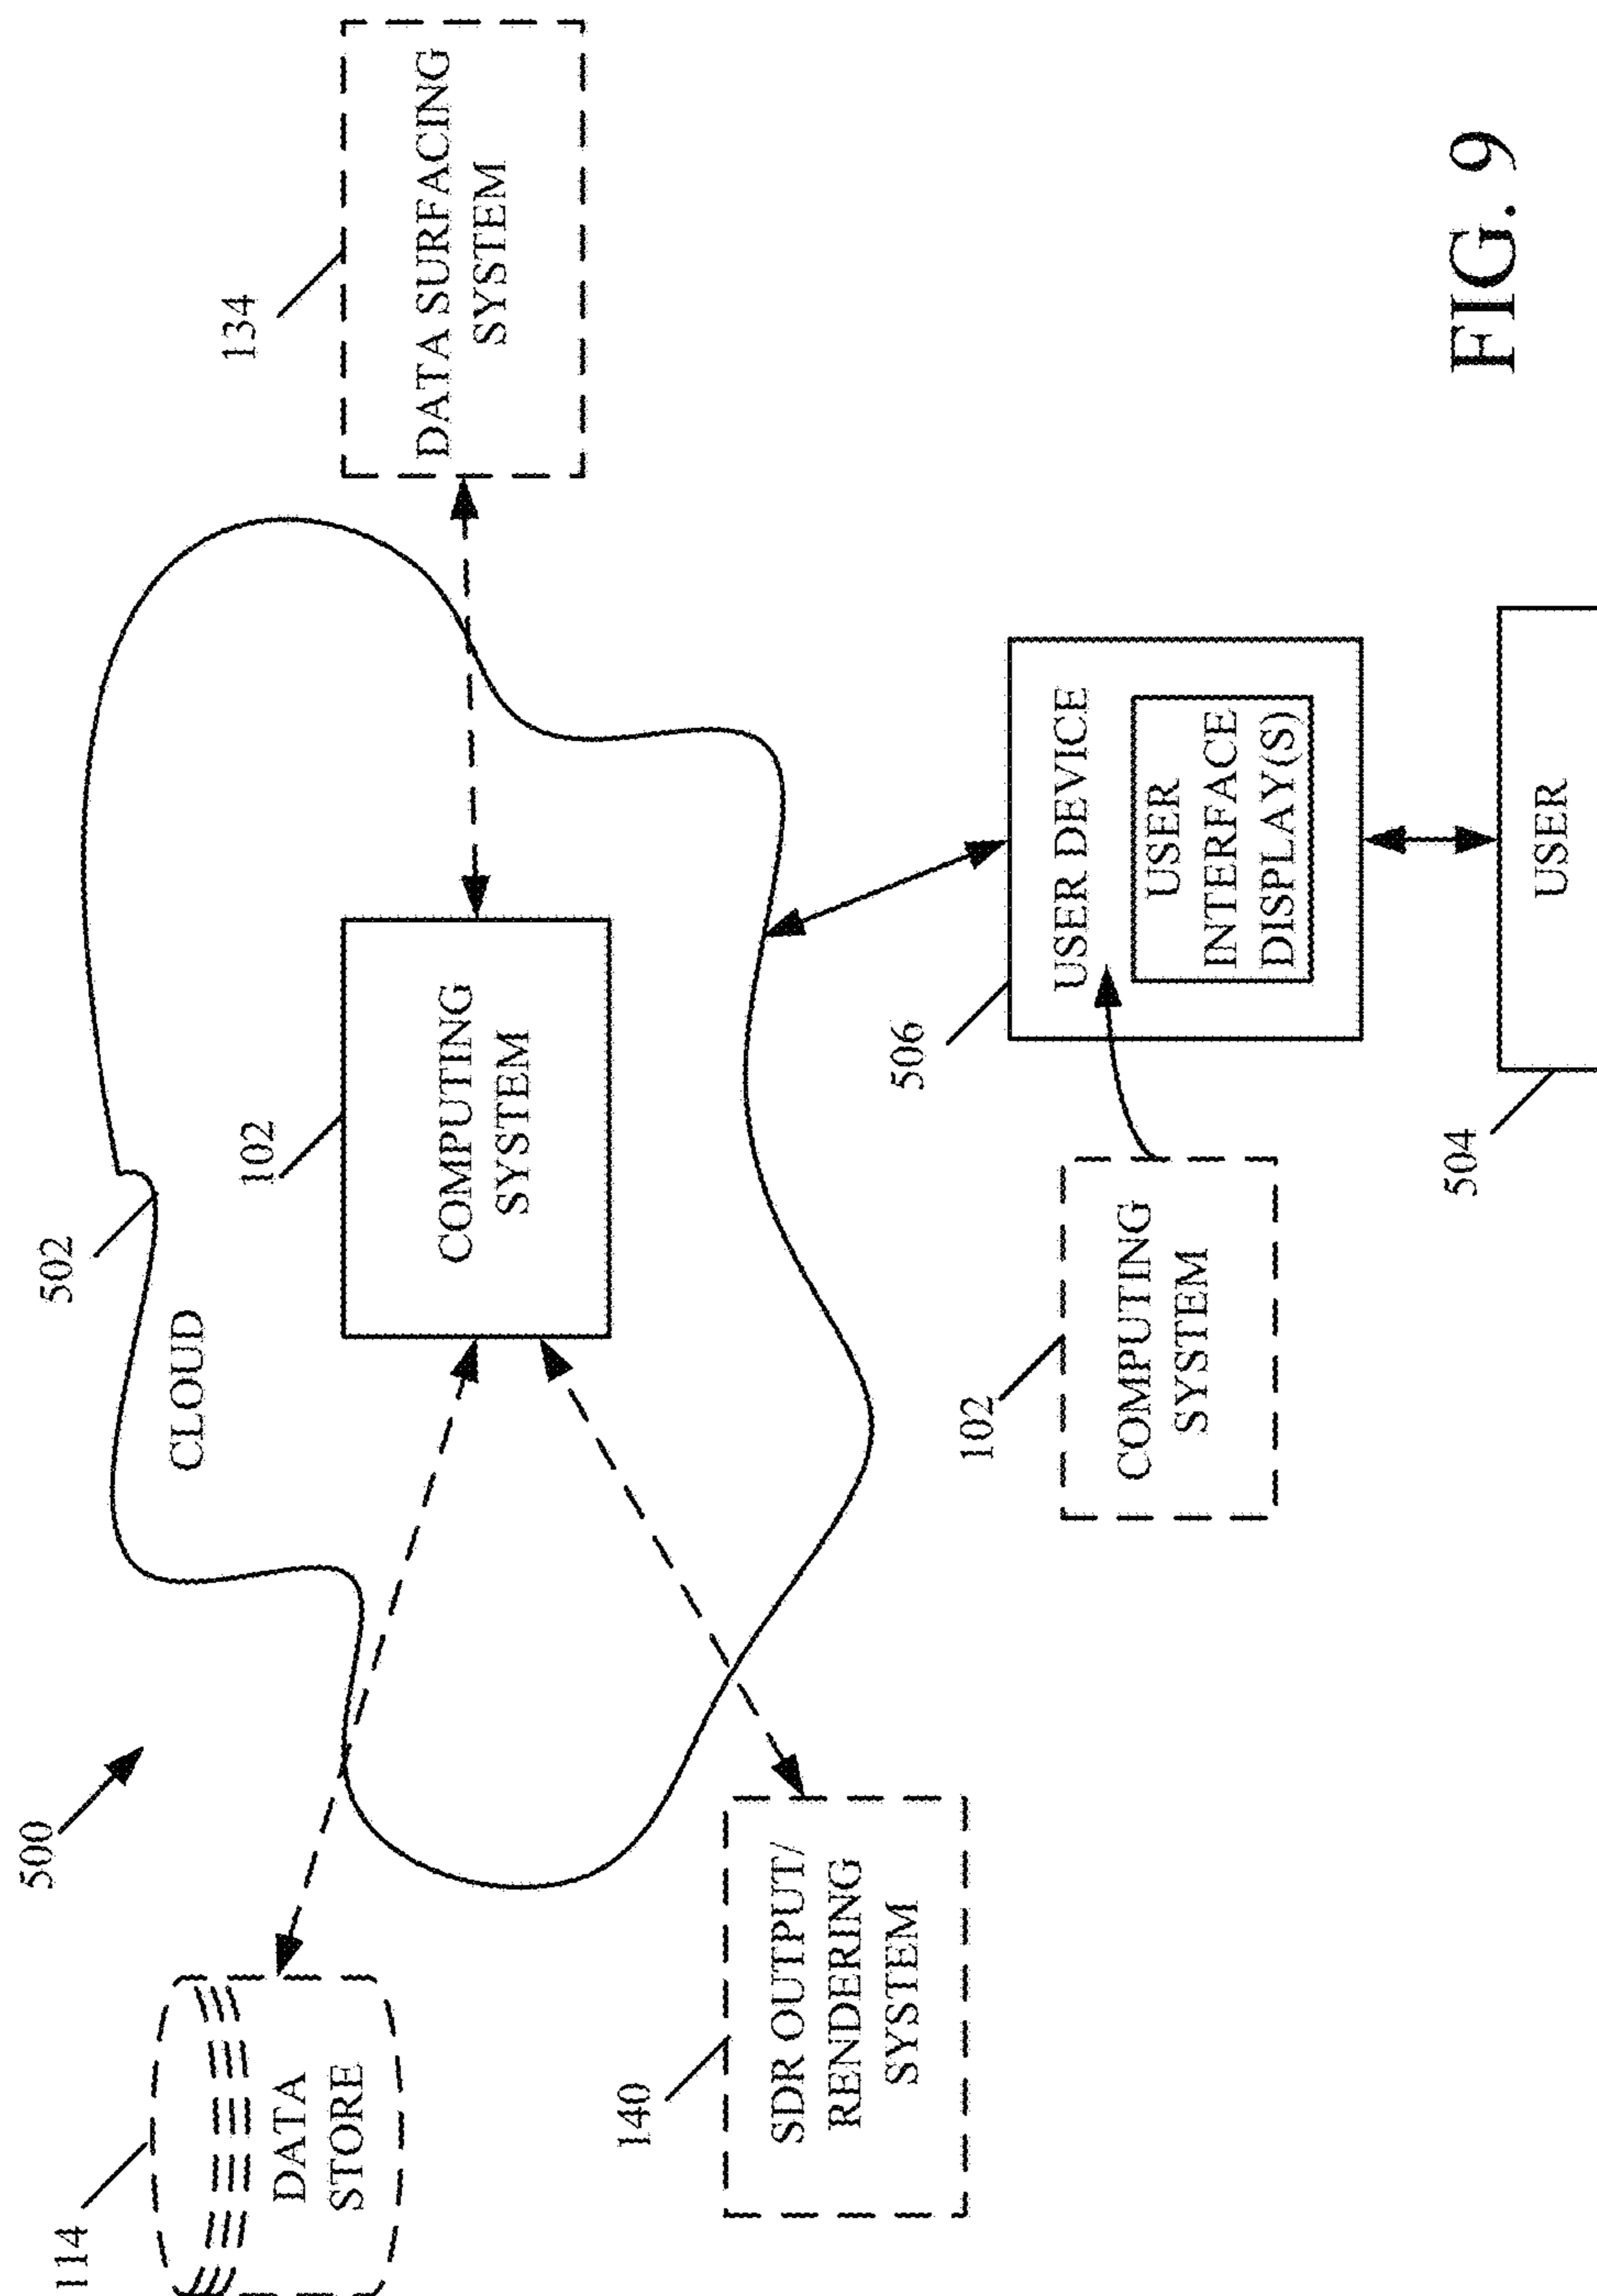 500
502
CLOUD
114
DATA
STORE
102
COMPUTING
SYSTEM
134
DATA SURFACING
SYSTEM
140
SDR OUTPUT/
RENDERING
SYSTEM
506
USER DEVICE
USER
INTERFACE
DISPLAY(S)
102
COMPUTING
SYSTEM
504
USER
FIG. 9